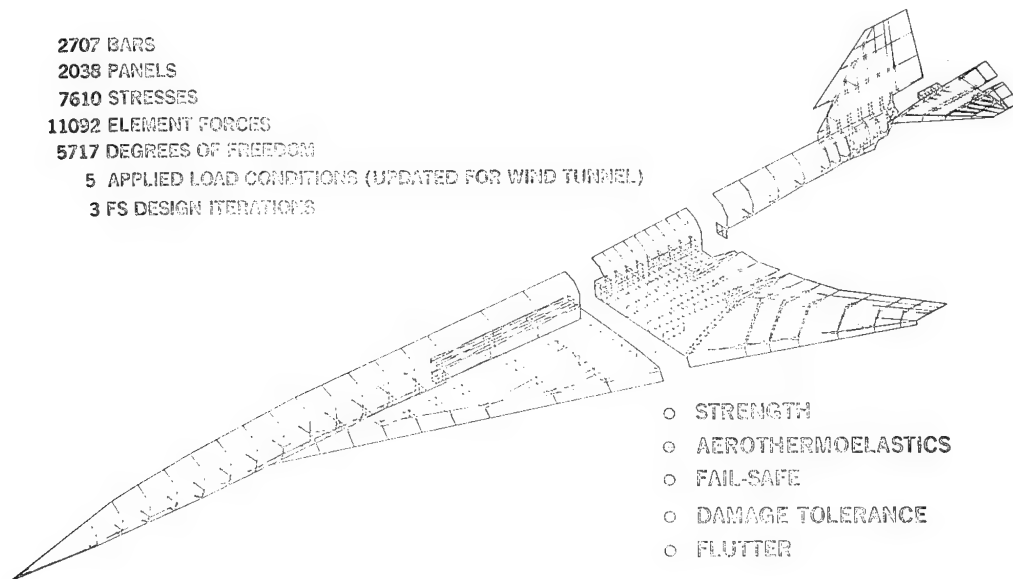 2707 BARS
2038 PANELS
7610 STRESSES
11092 ELEMENT FORCES
5717 DEGREES OF FREEDOM
5 APPLIED LOAD CONDITIONS (UPDATED FOR WIND TUNNEL)
3 FS DESIGN ITERATIONS
○ STRENGTH
○ AEROTHERMOELASTICS
○ FAIL-SAFE
○ DAMAGE TOLERANCE
○ FLUTTER